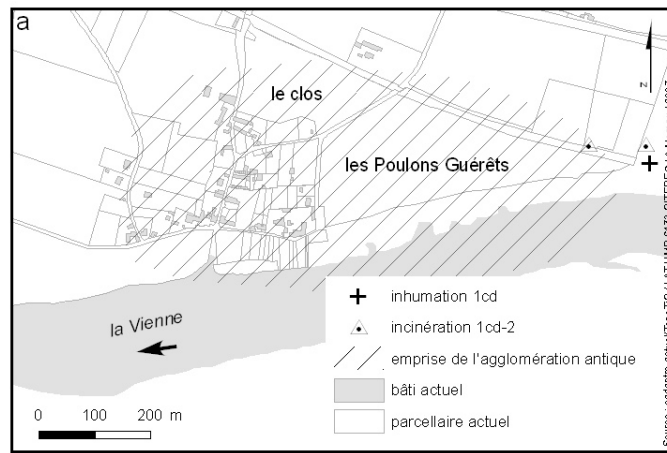 a
le clos
les Poulons Guérêts
z
la Vienne
inhumation 1cd
incinération 1cd-2
emprise de l'agglomération antique
bâti actuel
parcellaire actuel
0 100 200 m